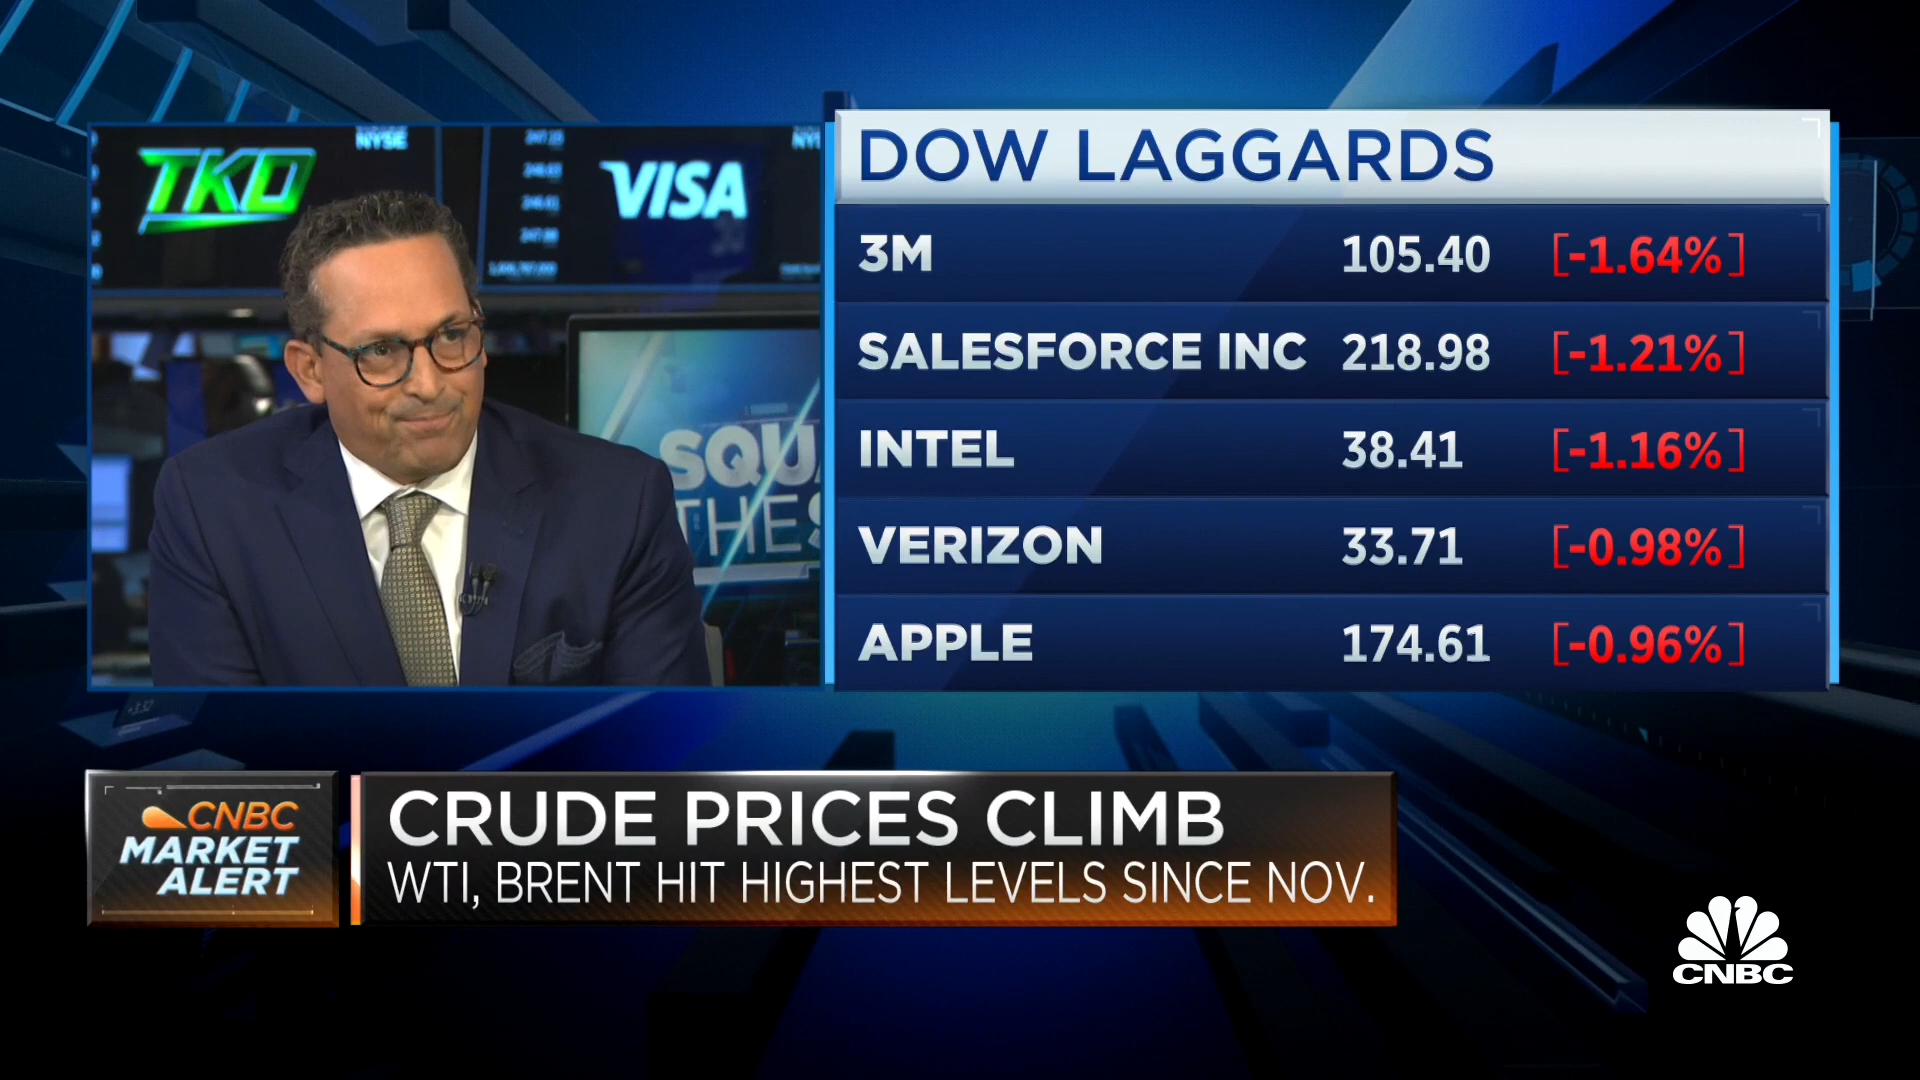 TKO
NYSE
VISA
SQU
THE
DOW LAGGARDS
3M 105.40 [-1.64%]
SALESFORCE INC 218.98 [-1.21%]
INTEL 38.41 [-1.16%]
VERIZON 33.71 [-0.98%]
APPLE 174.61 [-0.96%]
CNBC
MARKET
ALERT
CRUDE PRICES CLIMB
WTI, BRENT HIT HIGHEST LEVELS SINCE NOV.
CNBC